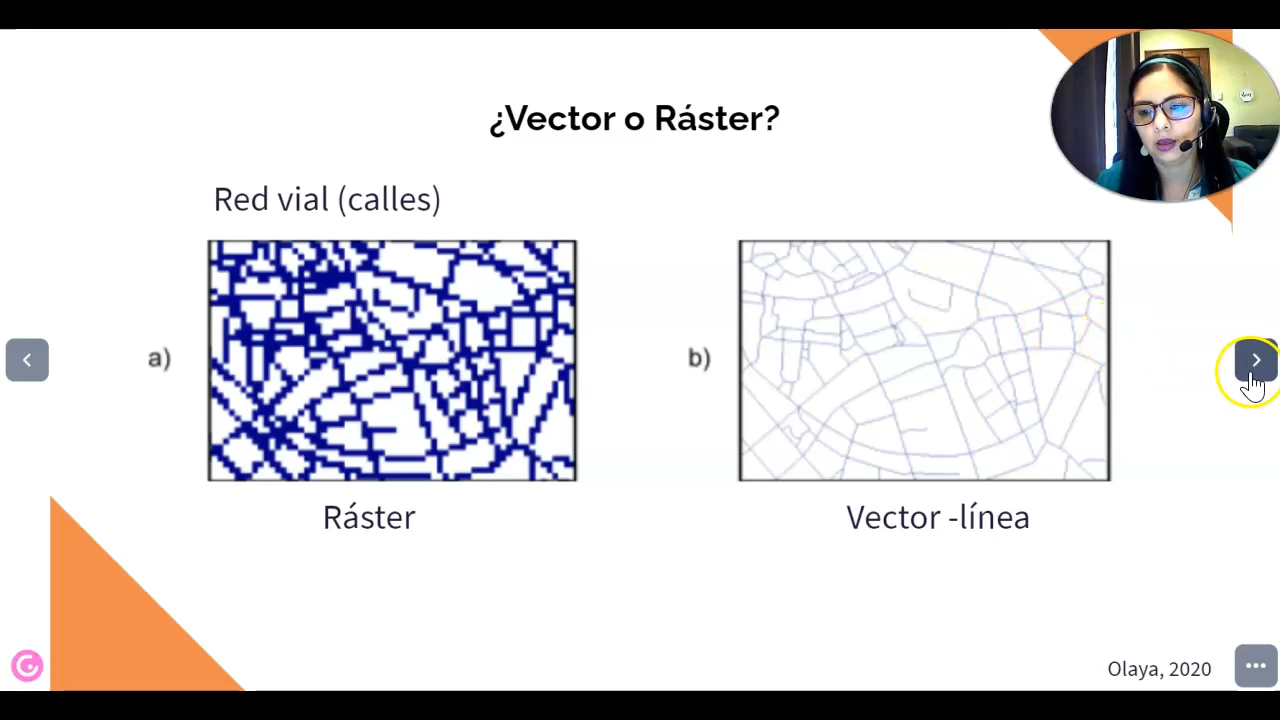 ¿Vector o Ráster?
Red vial (calles)
a)
b)
Ráster
Vector -línea
Olaya, 2020